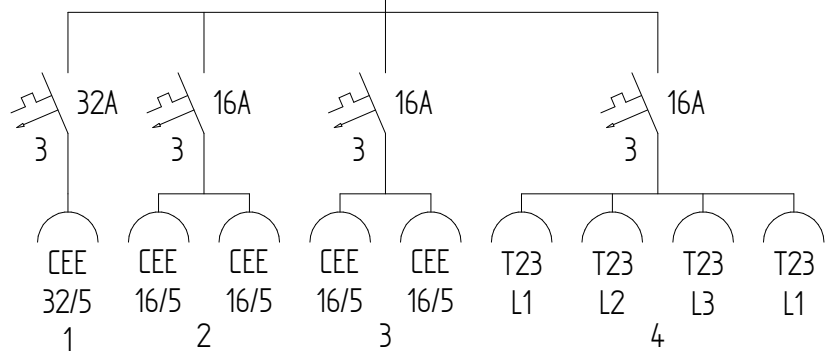 32A 16A 16A 16A
3 3 3 3
CEE CEE CEE CEE CEE T23 T23 T23 T23
32/5 16/5 16/5 16/5 16/5 L1 L2 L3 L1
1 2 3 4